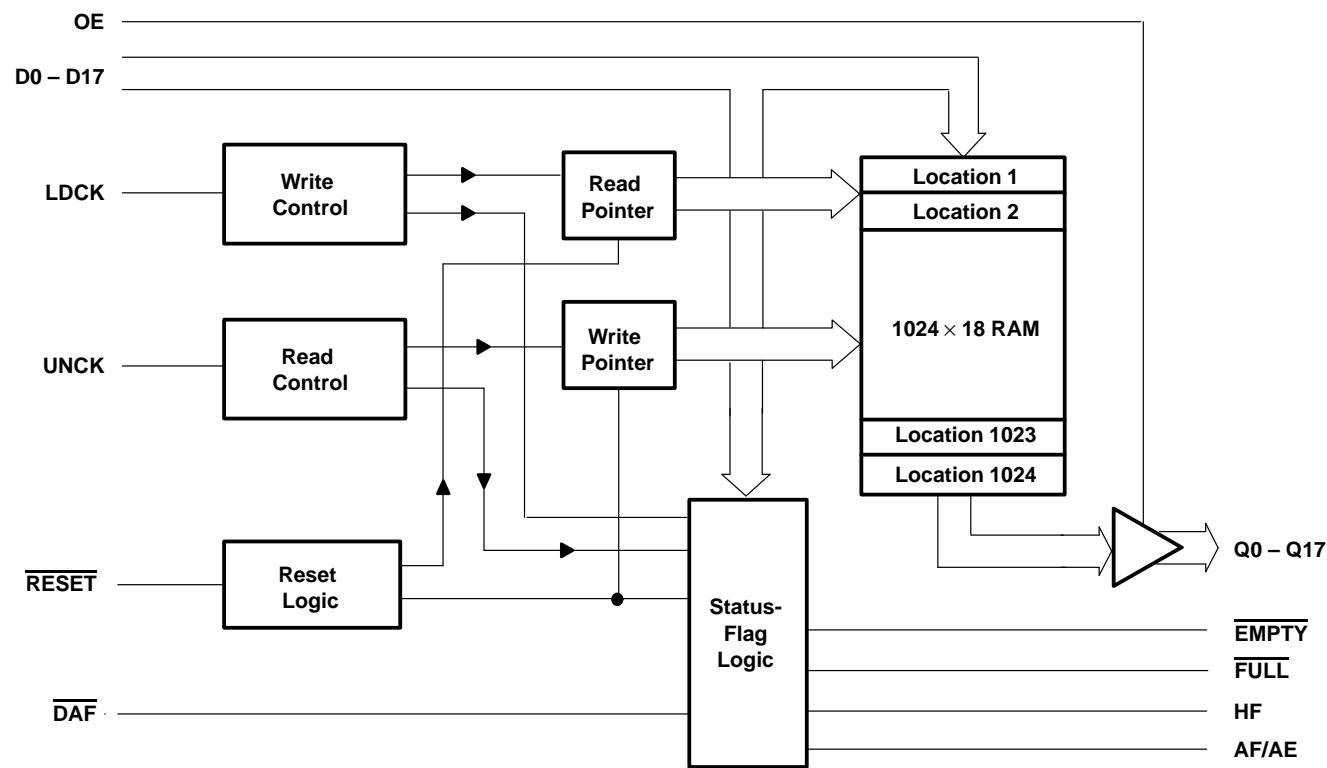 OE
D0 – D17
LDCK
Write
Control
Read
Pointer
Location 1
Location 2
1024 × 18 RAM
UNCK
Read
Control
Write
Pointer
Location 1023
Location 1024
RESET
Reset
Logic
Status-
Flag
Logic
Q0 – Q17
EMPTY
FULL
DAF
HF
AF/AE